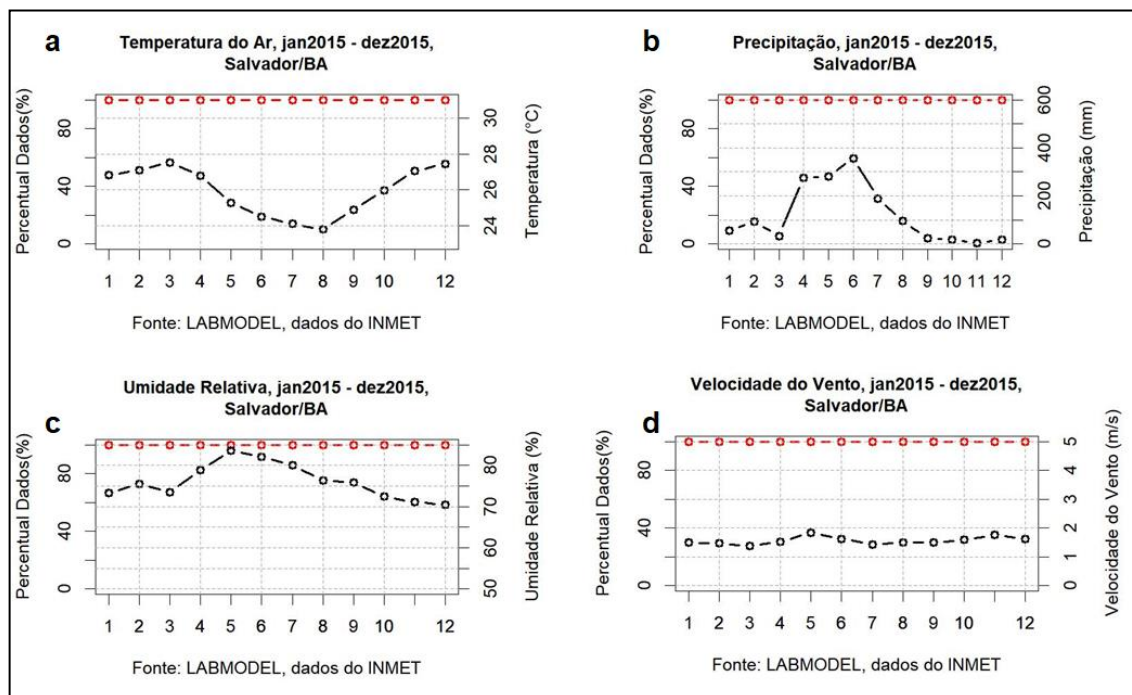 a
Temperatura do Ar, jan2015 - dez2015,
Salvador/BA
Percentual Dados(%)
0 40 80
Temperatura (°C)
24 26 28 30
1 2 3 4 5 6 7 8 9 10 12
Fonte: LABMODEL, dados do INMET
b
Precipitação, jan2015 - dez2015,
Salvador/BA
Percentual Dados(%)
0 40 80
Precipitação (mm)
0 200 400 600
1 2 3 4 5 6 7 8 9 10 11 12
Fonte: LABMODEL, dados do INMET
c
Umidade Relativa, jan2015 - dez2015,
Salvador/BA
Percentual Dados(%)
0 40 80
Umidade Relativa (%)
50 60 70 80
1 2 3 4 5 6 7 8 9 10 12
Fonte: LABMODEL, dados do INMET
d
Velocidade do Vento, jan2015 - dez2015,
Salvador/BA
Percentual Dados(%)
0 40 80
Velocidade do Vento (m/s)
0 1 2 3 4 5
1 2 3 4 5 6 7 8 9 10 12
Fonte: LABMODEL, dados do INMET